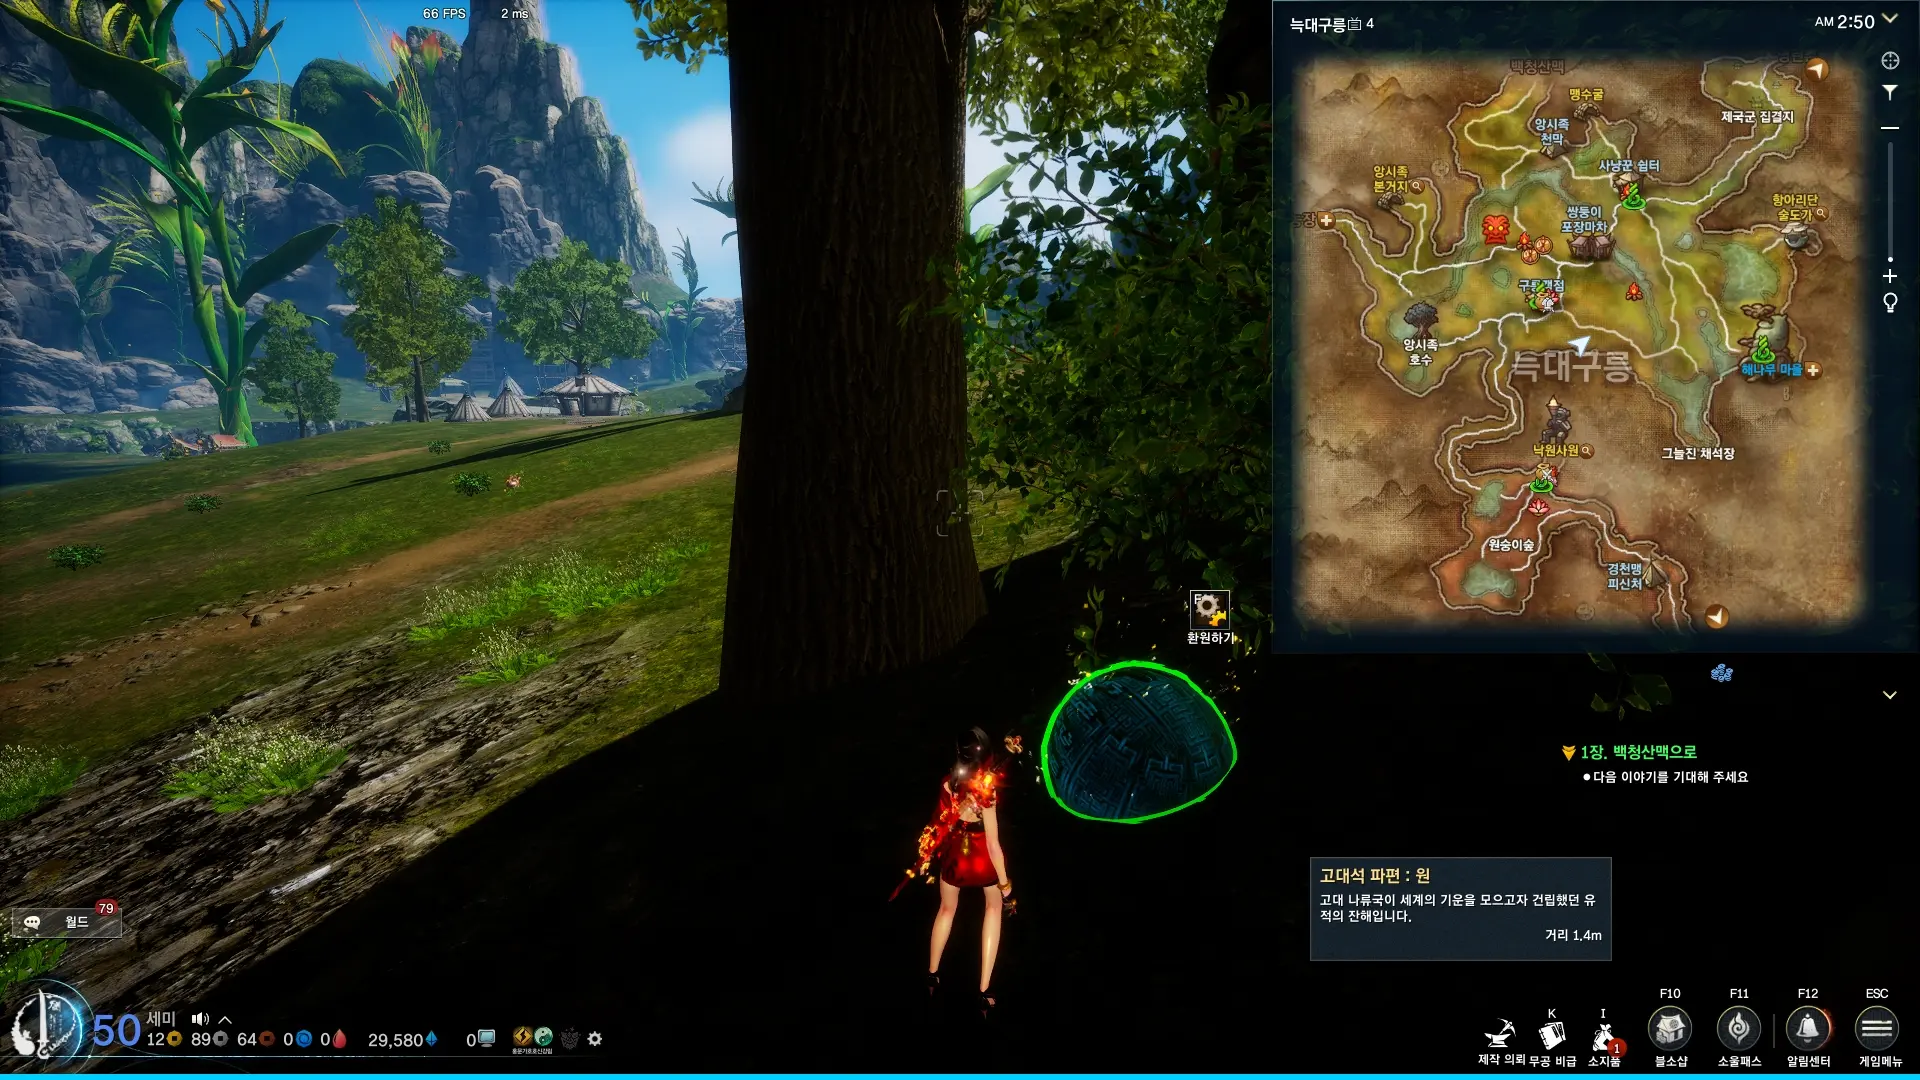 66 FPS 2 ms
늑대구릉 4
AM 2:50
백청산맥
맹수굴
앙시족
천막
제국군 집결지
사냥꾼 쉼터
앙시족
본거지
항아리단
술도가
쌍둥이
포장마차
앙시족
호수
늑대구릉
해나무 마을
낙원사원
그늘진 채석장
원숭이숲
경천맹
피신처
F
환원하기
1장. 백청산맥으로
●다음 이야기를 기대해 주세요
고대석 파편 : 원
고대 나류국이 세계의 기운을 모으고자 건립했던 유
적의 잔해입니다.
거리 1.4m
월드
79
50 세미
12 89 64 0 0 29,580 0
K I F10 F11 F12 ESC
1
제작 의뢰 무공 비급 소지품 블소샵 소울패스 알림센터 게임메뉴